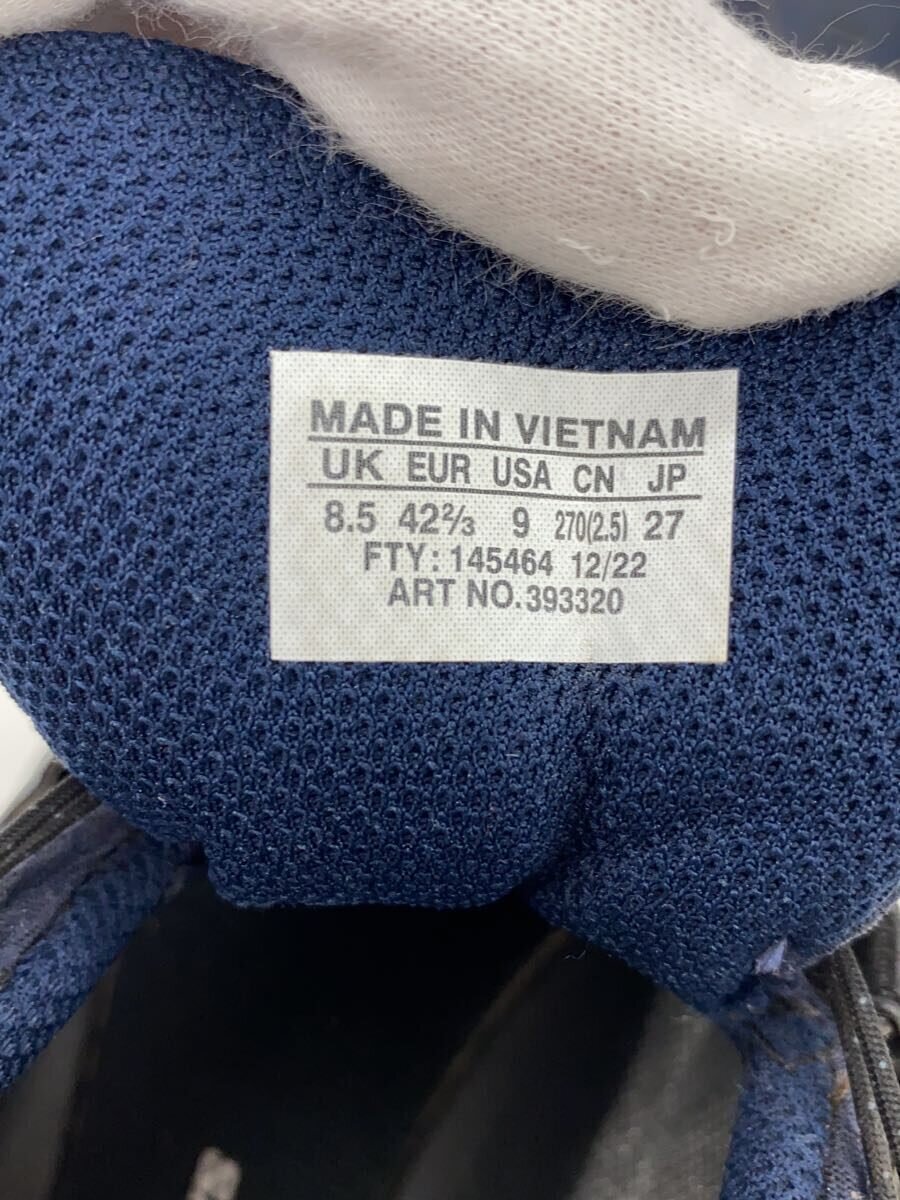 MADE IN VIETNAM
UK EUR USA CN JP
8.5 42⅔ 9 270(2.5) 27
FTY: 145464 12/22
ART NO. 393320